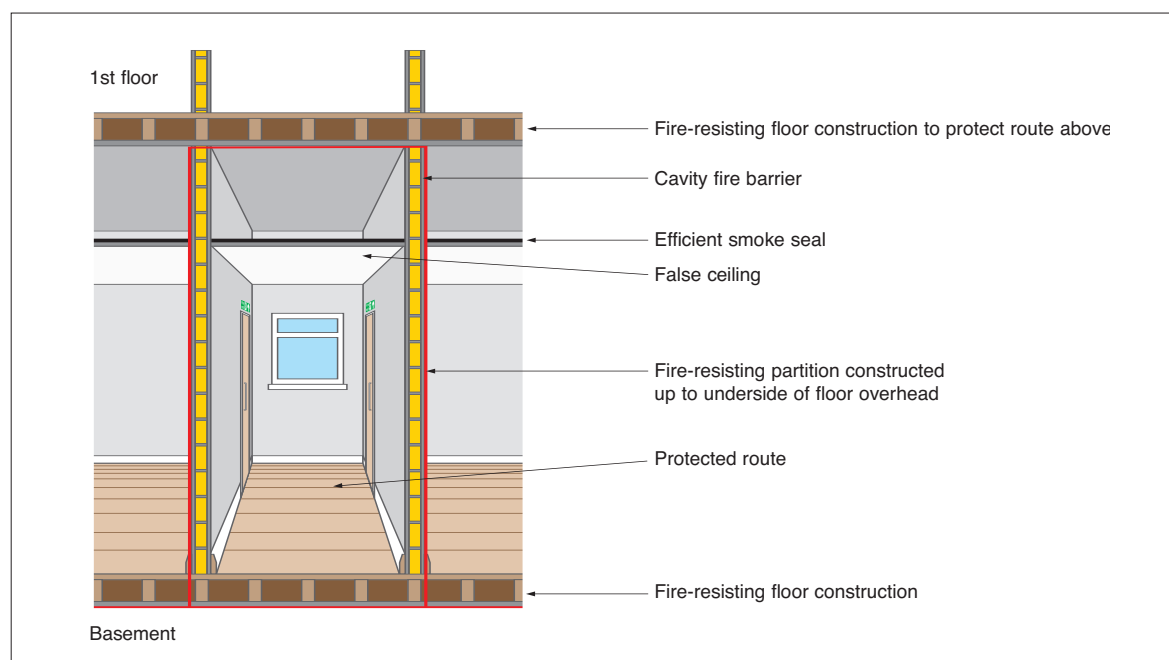 1st floor
Fire-resisting floor construction to protect route above
Cavity fire barrier
Efficient smoke seal
False ceiling
Fire-resisting partition constructed
up to underside of floor overhead
Protected route
Fire-resisting floor construction
Basement